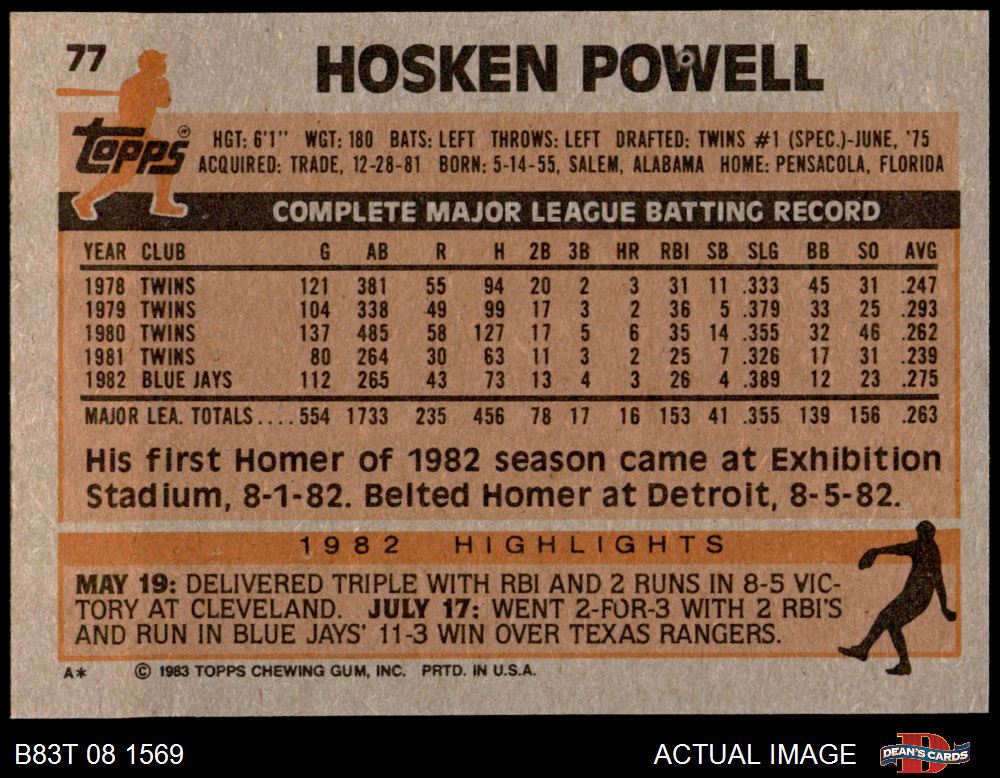 77
HOSKEN POWELL
Topps ®
HGT: 6'1" WGT: 180 BATS: LEFT THROWS: LEFT DRAFTED: TWINS #1 (SPEC.)-JUNE, '75
ACQUIRED: TRADE, 12-28-81 BORN: 5-14-55, SALEM, ALABAMA HOME: PENSACOLA, FLORIDA
COMPLETE MAJOR LEAGUE BATTING RECORD
YEAR CLUB G AB R H 2B 3B HR RBI SB SLG BB SO AVG
1978 TWINS 121 381 55 94 20 2 3 31 11 .333 45 31 .247
1979 TWINS 104 338 49 99 17 3 2 36 5 .379 33 25 .293
1980 TWINS 137 485 58 127 17 5 6 35 14 .355 32 46 .262
1981 TWINS 80 264 30 63 11 3 2 25 7 .326 17 31 .239
1982 BLUE JAYS 112 265 43 73 13 4 3 26 4 .389 12 23 .275
MAJOR LEA. TOTALS.... 554 1733 235 456 78 17 16 153 41 .355 139 156 .263
His first Homer of 1982 season came at Exhibition
Stadium, 8-1-82. Belted Homer at Detroit, 8-5-82.
1982 HIGHLIGHTS
MAY 19: DELIVERED TRIPLE WITH RBI AND 2 RUNS IN 8-5 VIC-
TORY AT CLEVELAND. JULY 17: WENT 2-FOR-3 WITH 2 RBI'S
AND RUN IN BLUE JAYS' 11-3 WIN OVER TEXAS RANGERS.
A* © 1983 TOPPS CHEWING GUM, INC. PRTD. IN U.S.A.
B83T 08 1569
ACTUAL IMAGE
D
DEAN'S CARDS